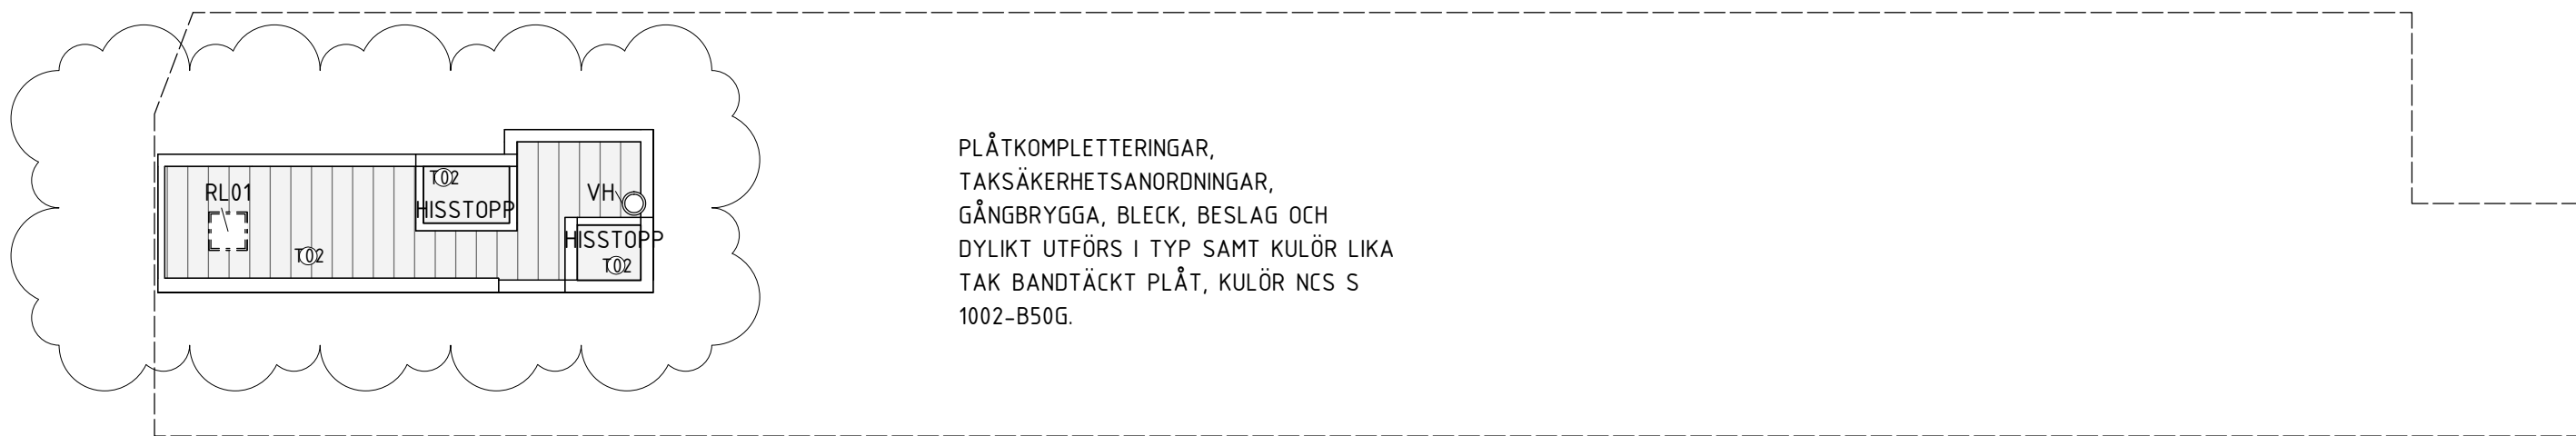 PLÅTKOMPLETTERINGAR,
TAKSÄKERHETSANORDNINGAR,
GÅNGBRYGGA, BLECK, BESLAG OCH
DYLIKT UTFÖRS I TYP SAMT KULÖR LIKA
TAK BANDTÄCKT PLÅT, KULÖR NCS S
1002-B50G.
T02
RL01
VH
HISSTOPP
HISSTOPP
T02
T02